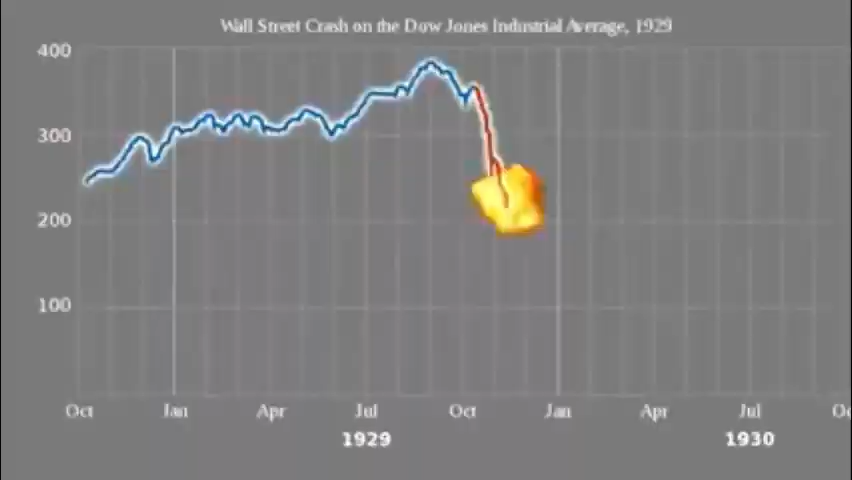 Wall Street Crash on the Dow Jones Industrial Average, 1929
400
300
200
100
Oct Jan Apr Jul Oct Jan Apr Jul Oc
1929 1930